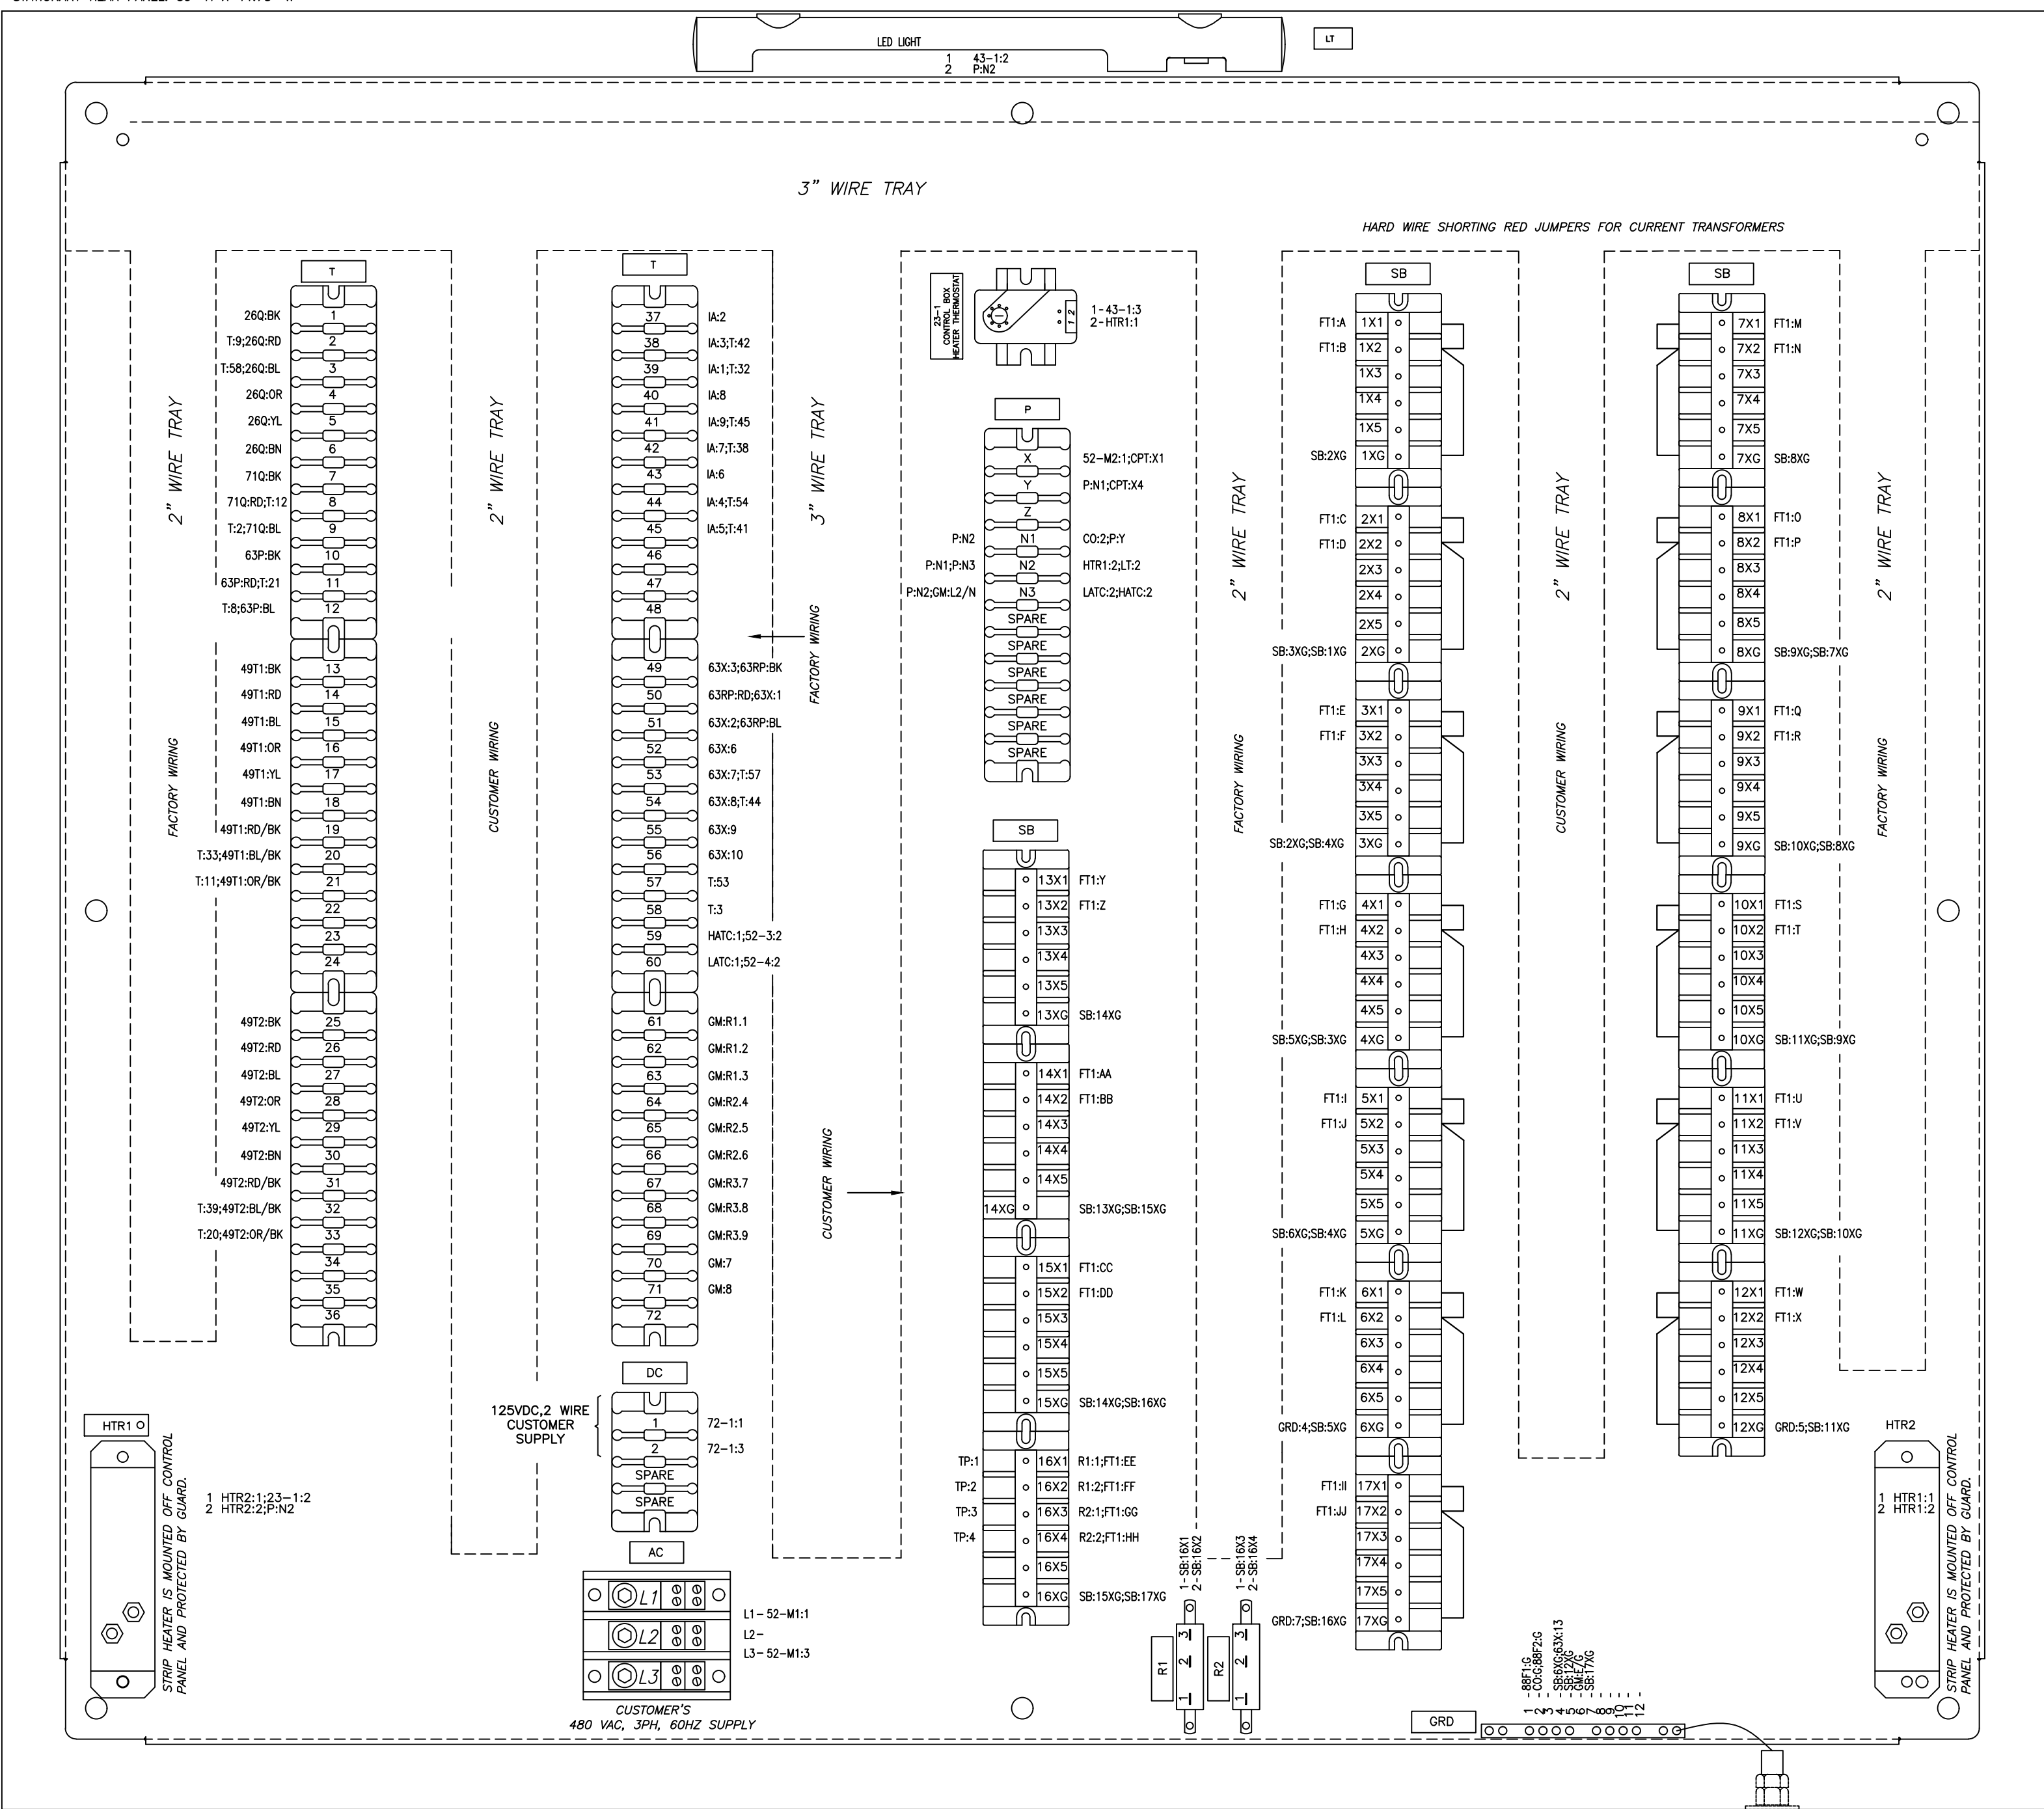 LED LIGHT
1 43-1:2
2 P:N2
LT
3" WIRE TRAY
HARD WIRE SHORTING RED JUMPERS FOR CURRENT TRANSFORMERS
2" WIRE TRAY
FACTORY WIRING
T
26Q:BK 1
T:9;26Q:RD 2
T:58;26Q:BL 3
26Q:OR 4
26Q:YL 5
26Q:BN 6
71Q:BK 7
71Q:RD;T:12 8
T:2;71Q:BL 9
63P:BK 10
63P:RD;T:21 11
T:8;63P:BL 12
49T1:BK 13
49T1:RD 14
49T1:BL 15
49T1:OR 16
49T1:YL 17
49T1:BN 18
49T1:RD/BK 19
T:33;49T1:BL/BK 20
T:11;49T1:OR/BK 21
22
23
24
49T2:BK 25
49T2:RD 26
49T2:BL 27
49T2:OR 28
49T2:YL 29
49T2:BN 30
49T2:RD/BK 31
T:39;49T2:BL/BK 32
T:20;49T2:OR/BK 33
34
35
36
2" WIRE TRAY
CUSTOMER WIRING
T
37 IA:2
38 IA:3;T:42
39 IA:1;T:32
40 IA:8
41 IA:9;T:45
42 IA:7;T:38
43 IA:6
44 IA:4;T:54
45 IA:5;T:41
46
47
48
49 63X:3;63RP:BK
50 63RP:RD;63X:1
51 63X:2;63RP:BL
52 63X:6
53 63X:7;T:57
54 63X:8;T:44
55 63X:9
56 63X:10
57 T:53
58 T:3
59 HATC:1;52-3:2
60 LATC:1;52-4:2
61 GM:R1.1
62 GM:R1.2
63 GM:R1.3
64 GM:R2.4
65 GM:R2.5
66 GM:R2.6
67 GM:R3.7
68 GM:R3.8
69 GM:R3.9
70 GM:7
71 GM:8
72
DC
125VDC,2 WIRE
CUSTOMER
SUPPLY
1 72-1:1
2 72-1:3
SPARE
SPARE
AC
L1 L1-52-M1:1
L2 L2-
L3 L3-52-M1:3
CUSTOMER'S
480 VAC, 3PH, 60HZ SUPPLY
3" WIRE TRAY
FACTORY WIRING
CUSTOMER WIRING
23-1
CONTROL BOX
HEATER THERMOSTAT
1 2
1-43-1:3
2-HTR1:1
P
X 52-M2:1;CPT:X1
Y P:N1;CPT:X4
Z
P:N2 N1 CO:2;P:Y
P:N1;P:N3 N2 HTR1:2;LT:2
P:N2;GM:L2/N N3 LATC:2;HATC:2
SPARE
SPARE
SPARE
SPARE
SPARE
SPARE
SB
13X1 FT1:Y
13X2 FT1:Z
13X3
13X4
13X5
13XG SB:14XG
14X1 FT1:AA
14X2 FT1:BB
14X3
14X4
14X5
14XG SB:13XG;SB:15XG
15X1 FT1:CC
15X2 FT1:DD
15X3
15X4
15X5
15XG SB:14XG;SB:16XG
TP:1 16X1 R1:1;FT1:EE
TP:2 16X2 R1:2;FT1:FF
TP:3 16X3 R2:1;FT1:GG
TP:4 16X4 R2:2;FT1:HH
16X5
16XG SB:15XG;SB:17XG
2" WIRE TRAY
FACTORY WIRING
1-SB:16X1
2-SB:16X2
R1
1 2 3
1-SB:16X3
2-SB:16X4
R2
1 2 3
SB
FT1:A 1X1
FT1:B 1X2
1X3
1X4
1X5
SB:2XG 1XG
FT1:C 2X1
FT1:D 2X2
2X3
2X4
2X5
SB:3XG;SB:1XG 2XG
FT1:E 3X1
FT1:F 3X2
3X3
3X4
3X5
SB:2XG;SB:4XG 3XG
FT1:G 4X1
FT1:H 4X2
4X3
4X4
4X5
SB:5XG;SB:3XG 4XG
FT1:I 5X1
FT1:J 5X2
5X3
5X4
5X5
SB:6XG;SB:4XG 5XG
FT1:K 6X1
FT1:L 6X2
6X3
6X4
6X5
GRD:4;SB:5XG 6XG
FT1:II 17X1
FT1:JJ 17X2
17X3
17X4
17X5
GRD:7;SB:16XG 17XG
2" WIRE TRAY
CUSTOMER WIRING
SB
7X1 FT1:M
7X2 FT1:N
7X3
7X4
7X5
7XG SB:8XG
8X1 FT1:O
8X2 FT1:P
8X3
8X4
8X5
8XG SB:9XG;SB:7XG
9X1 FT1:Q
9X2 FT1:R
9X3
9X4
9X5
9XG SB:10XG;SB:8XG
10X1 FT1:S
10X2 FT1:T
10X3
10X4
10X5
10XG SB:11XG;SB:9XG
11X1 FT1:U
11X2 FT1:V
11X3
11X4
11X5
11XG SB:12XG;SB:10XG
12X1 FT1:W
12X2 FT1:X
12X3
12X4
12X5
12XG GRD:5;SB:11XG
2" WIRE TRAY
FACTORY WIRING
HTR1
1 HTR2:1;23-1:2
2 HTR2:2;P:N2
STRIP HEATER IS MOUNTED OFF CONTROL
PANEL AND PROTECTED BY GUARD.
HTR2
1 HTR1:1
2 HTR1:2
STRIP HEATER IS MOUNTED OFF CONTROL
PANEL AND PROTECTED BY GUARD.
GRD
1 -88F1:G
2 -CO:G;88F2:G
3 -
4 -SB:6XG;63X:13
5 -SB:12XG
6 -GM:E/G
7 -SB:17XG
8 -
9 -
10 -
11 -
12 -